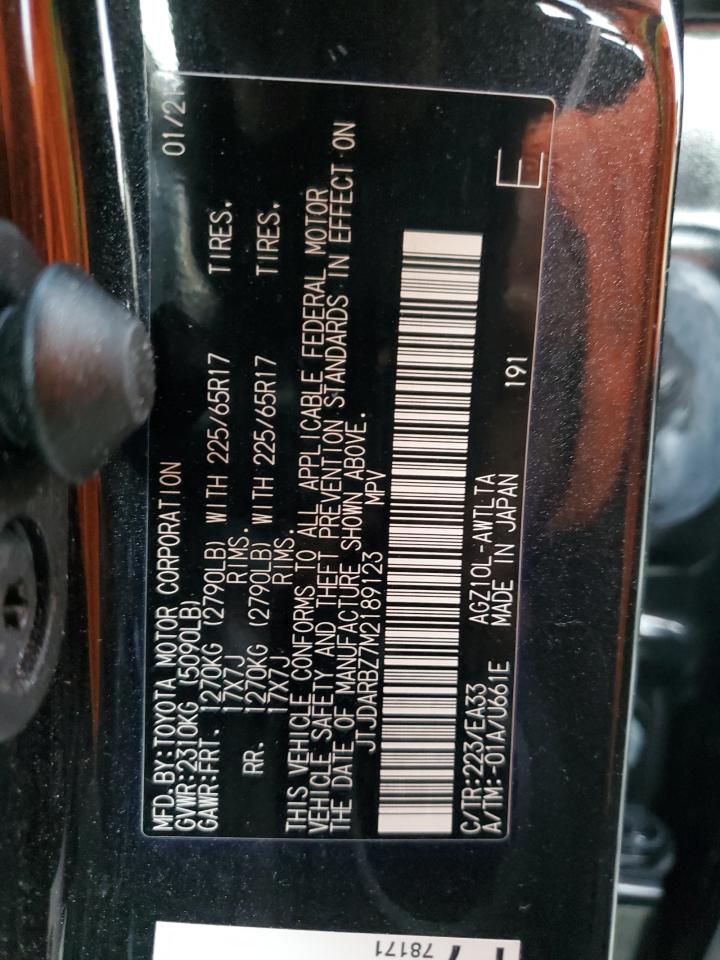 MFD.BY:TOYOTA MOTOR CORPORATION 01/21
GVWR:2310KG (5090LB)
GAWR:FRT. 1270KG (2790LB) WITH 225/65R17 TIRES.
17X7J RIMS.
RR. 1270KG (2790LB) WITH 225/65R17 TIRES.
17X7J RIMS.
THIS VEHICLE CONFORMS TO ALL APPLICABLE FEDERAL MOTOR
VEHICLE SAFETY AND THEFT PREVENTION STANDARDS IN EFFECT ON
THE DATE OF MANUFACTURE SHOWN ABOVE.
JTJDARBZ7M2189123 MPV
C/TR:223/EA33 AGZ10L-AWTLTA
A/TM:-01A/U661E MADE IN JAPAN 191
E
78171